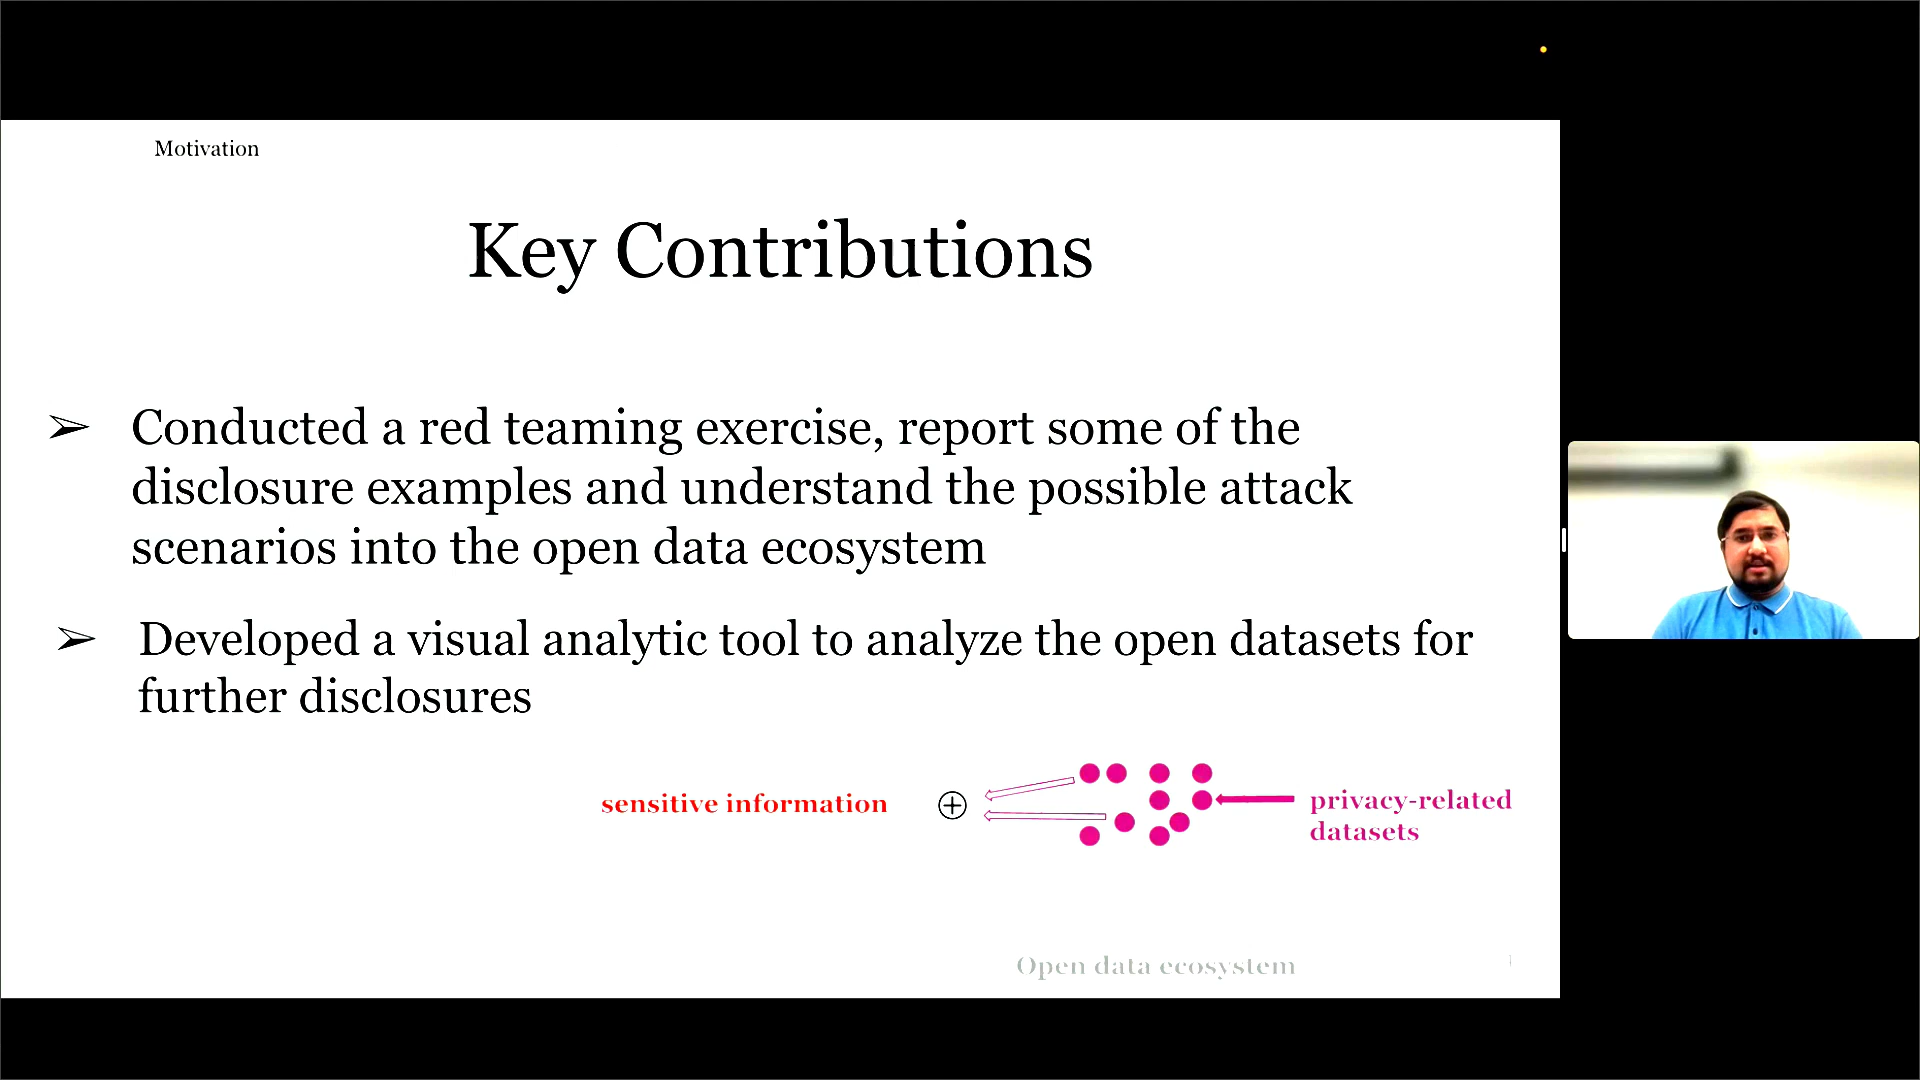 Motivation
Key Contributions
➢ Conducted a red teaming exercise, report some of the
disclosure examples and understand the possible attack
scenarios into the open data ecosystem
➢ Developed a visual analytic tool to analyze the open datasets for
further disclosures
sensitive information
privacy-related
datasets
Open data ecosystem